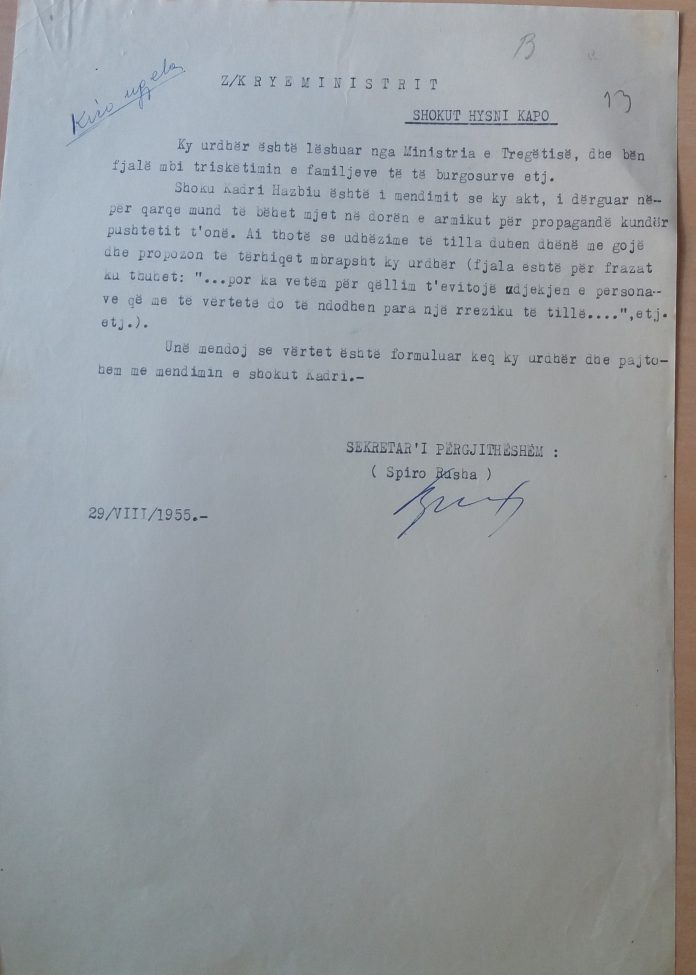 B
13
Z/KRYEMINISTRIT
SHOKUT HYSNI KAPO
Ky urdhër është lëshuar nga Ministria e Tregëtisë, dhe bën
fjalë mbi trisketimin e familjeve të të burgosurve etj.
Shoku Kadri Hazbiu është i mendimit se ky akt, i dërguar në-
për qarqe mund të bëhet mjet në dorën e armikut për propagandë kundër
pushtetit t'onë. Ai thotë se udhëzime të tilla duhen dhënë me gojë
dhe propozon të tërhiqet mbrapsht ky urdhër (fjala është për frazat
ku thuhet: "...por ka vetëm për qëllim t'evitojë ndjekjen e persona-
ve që me të vërtetë do të ndodhen para një rreziku të tillë....",etj.
etj.).
Unë mendoj se vërtet është formuluar keq ky urdhër dhe pajto-
hem me mendimin e shokut Kadri.-
SEKRETAR'I PËRGJITHËSHËM :
( Spiro Rusha )
29/VIII/1955.-